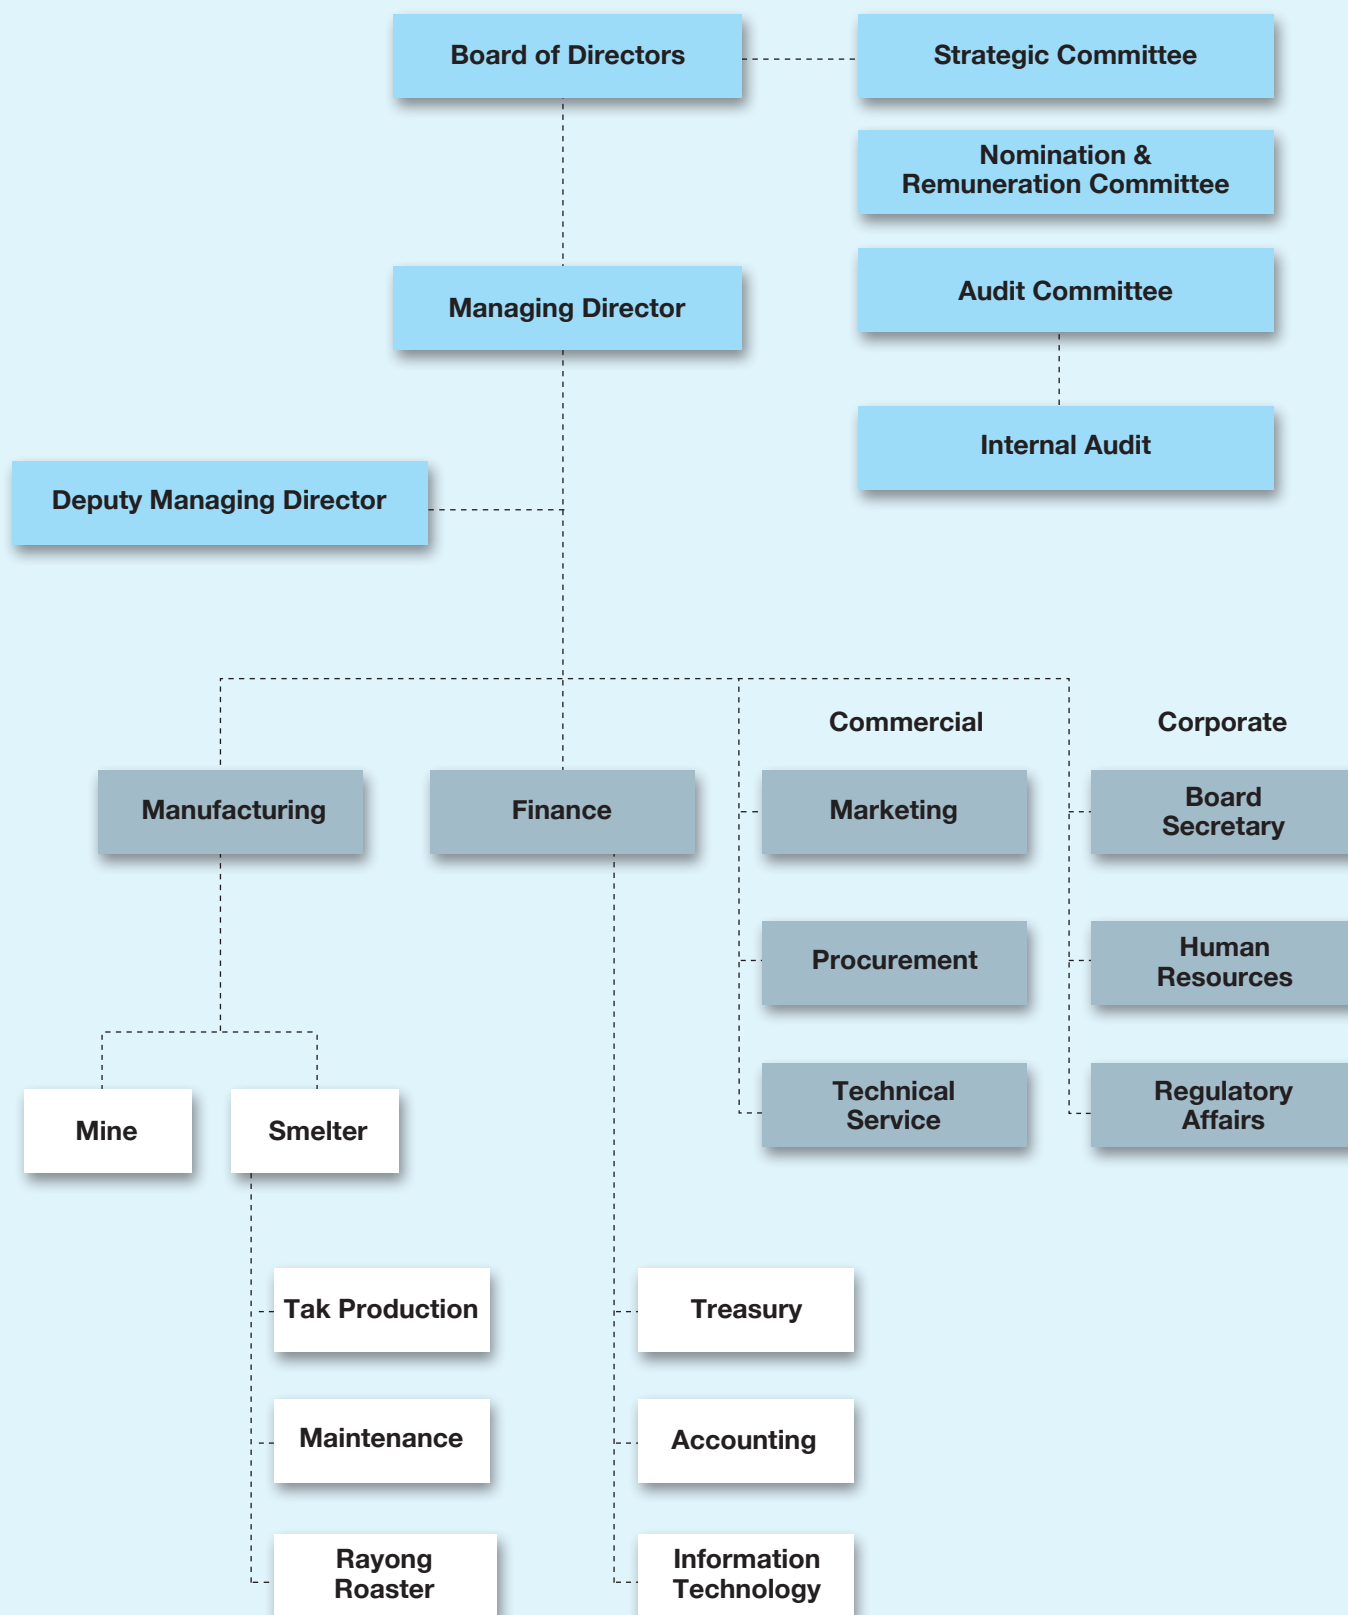 Board of Directors
Strategic Committee
Nomination &
Remuneration Committee
Managing Director
Audit Committee
Internal Audit
Deputy Managing Director
Commercial
Corporate
Manufacturing
Finance
Marketing
Board
Secretary
Procurement
Human
Resources
Mine
Smelter
Technical
Service
Regulatory
Affairs
Tak Production
Treasury
Maintenance
Accounting
Rayong
Roaster
Information
Technology